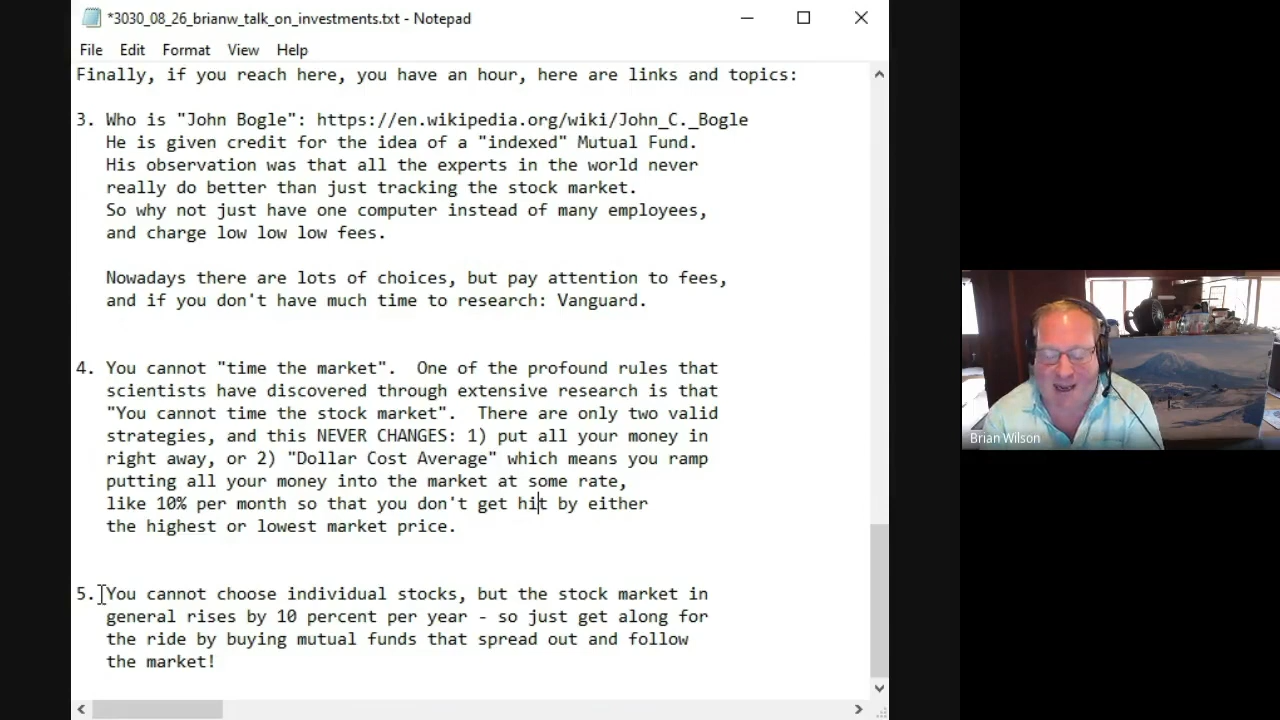 *3030_08_26_brianw_talk_on_investments.txt - Notepad
File Edit Format View Help
Finally, if you reach here, you have an hour, here are links and topics:
3. Who is "John Bogle": https://en.wikipedia.org/wiki/John_C._Bogle
He is given credit for the idea of a "indexed" Mutual Fund.
His observation was that all the experts in the world never
really do better than just tracking the stock market.
So why not just have one computer instead of many employees,
and charge low low low fees.
Nowadays there are lots of choices, but pay attention to fees,
and if you don't have much time to research: Vanguard.
4. You cannot "time the market". One of the profound rules that
scientists have discovered through extensive research is that
"You cannot time the stock market". There are only two valid
strategies, and this NEVER CHANGES: 1) put all your money in
right away, or 2) "Dollar Cost Average" which means you ramp
putting all your money into the market at some rate,
like 10% per month so that you don't get hit by either
the highest or lowest market price.
5. You cannot choose individual stocks, but the stock market in
general rises by 10 percent per year - so just get along for
the ride by buying mutual funds that spread out and follow
the market!
Brian Wilson